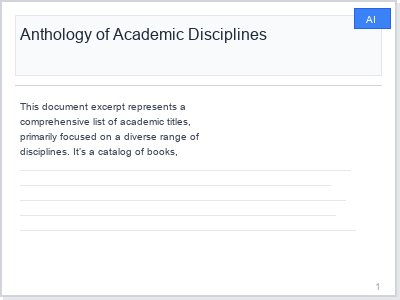 AI
Anthology of Academic Disciplines
This document excerpt represents a
comprehensive list of academic titles,
primarily focused on a diverse range of
disciplines. It's a catalog of books,
1